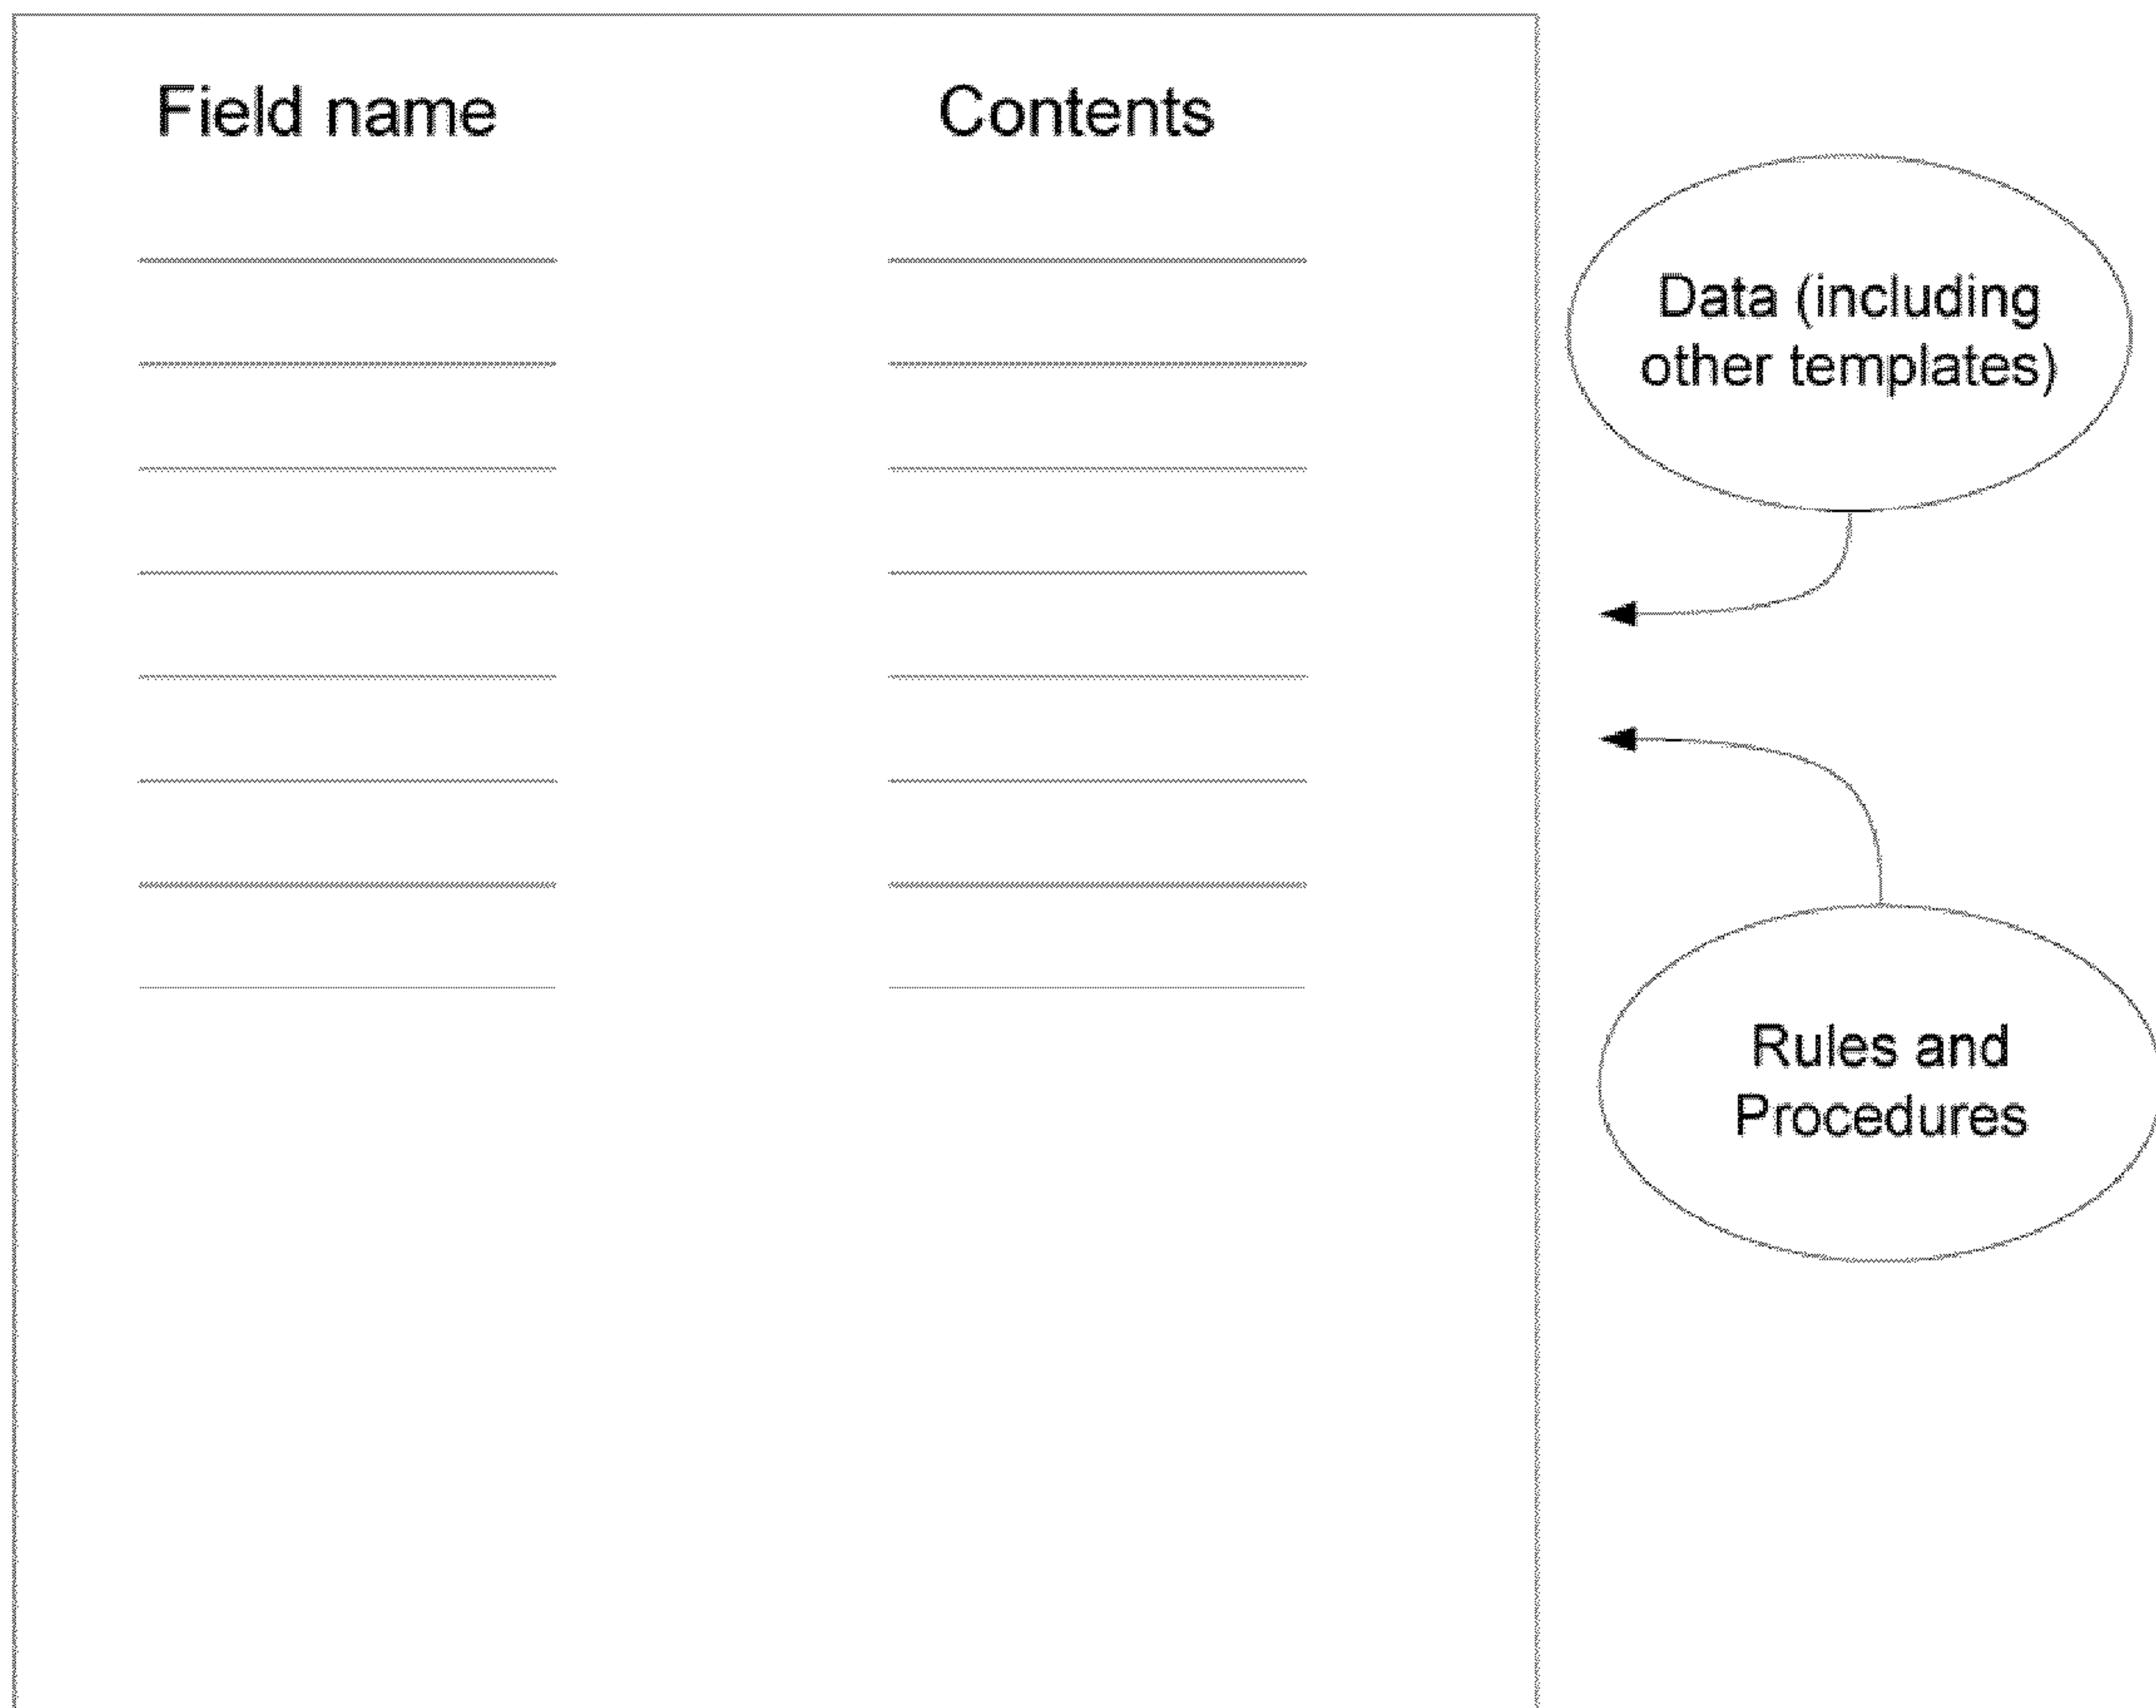 Field name
Contents
Data (including
other templates)
Rules and
Procedures